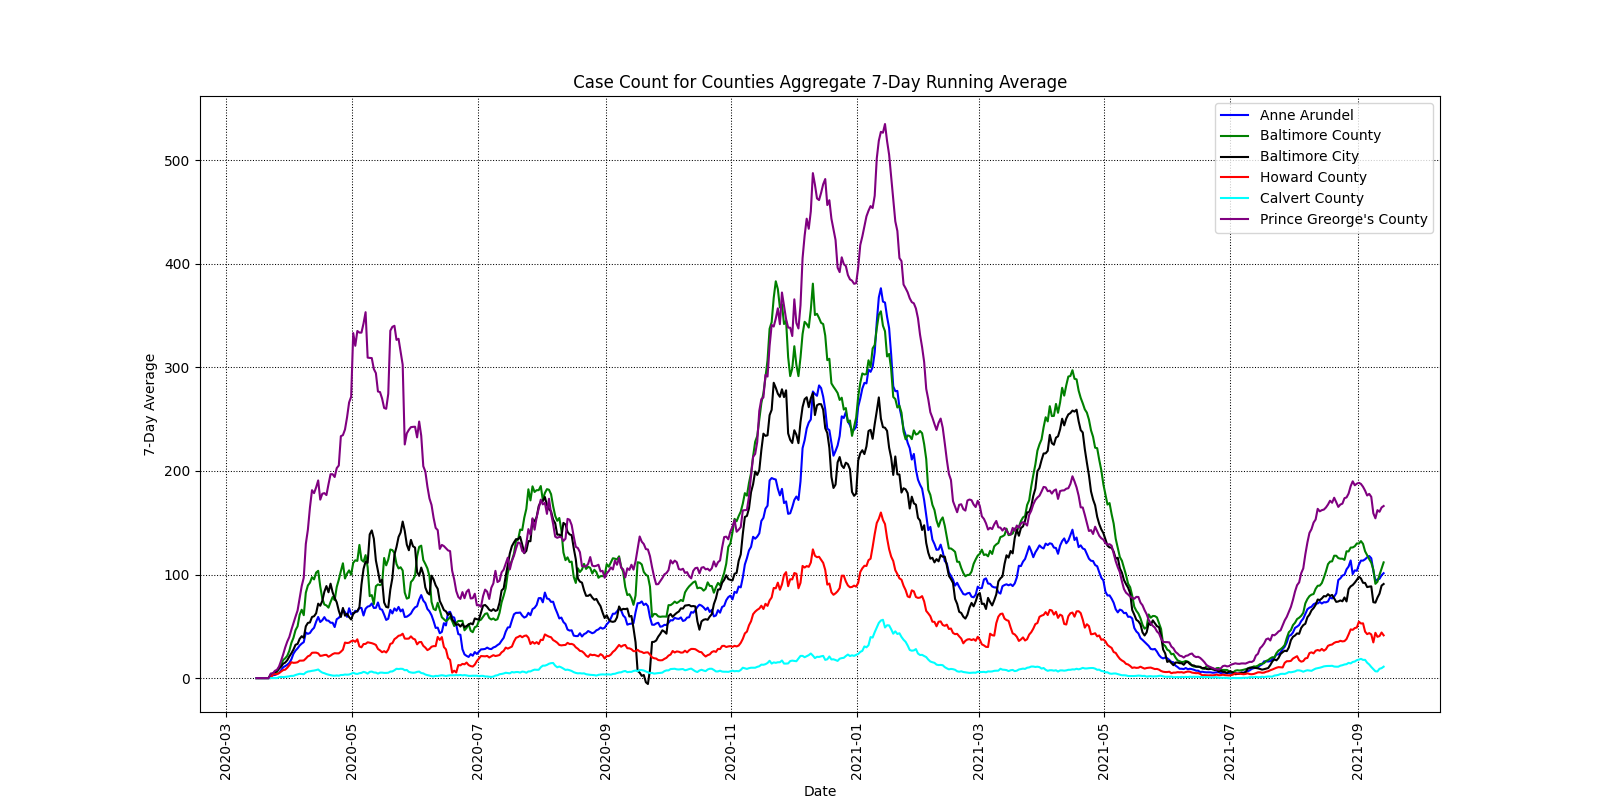 Case Count for Counties Aggregate 7-Day Running Average
Anne Arundel
Baltimore County
Baltimore City
Howard County
Calvert County
Prince Greorge's County
7-Day Average
500
400
300
200
100
0
2020-03
2020-05
2020-07
2020-09
2020-11
2021-01
2021-03
2021-05
2021-07
2021-09
Date